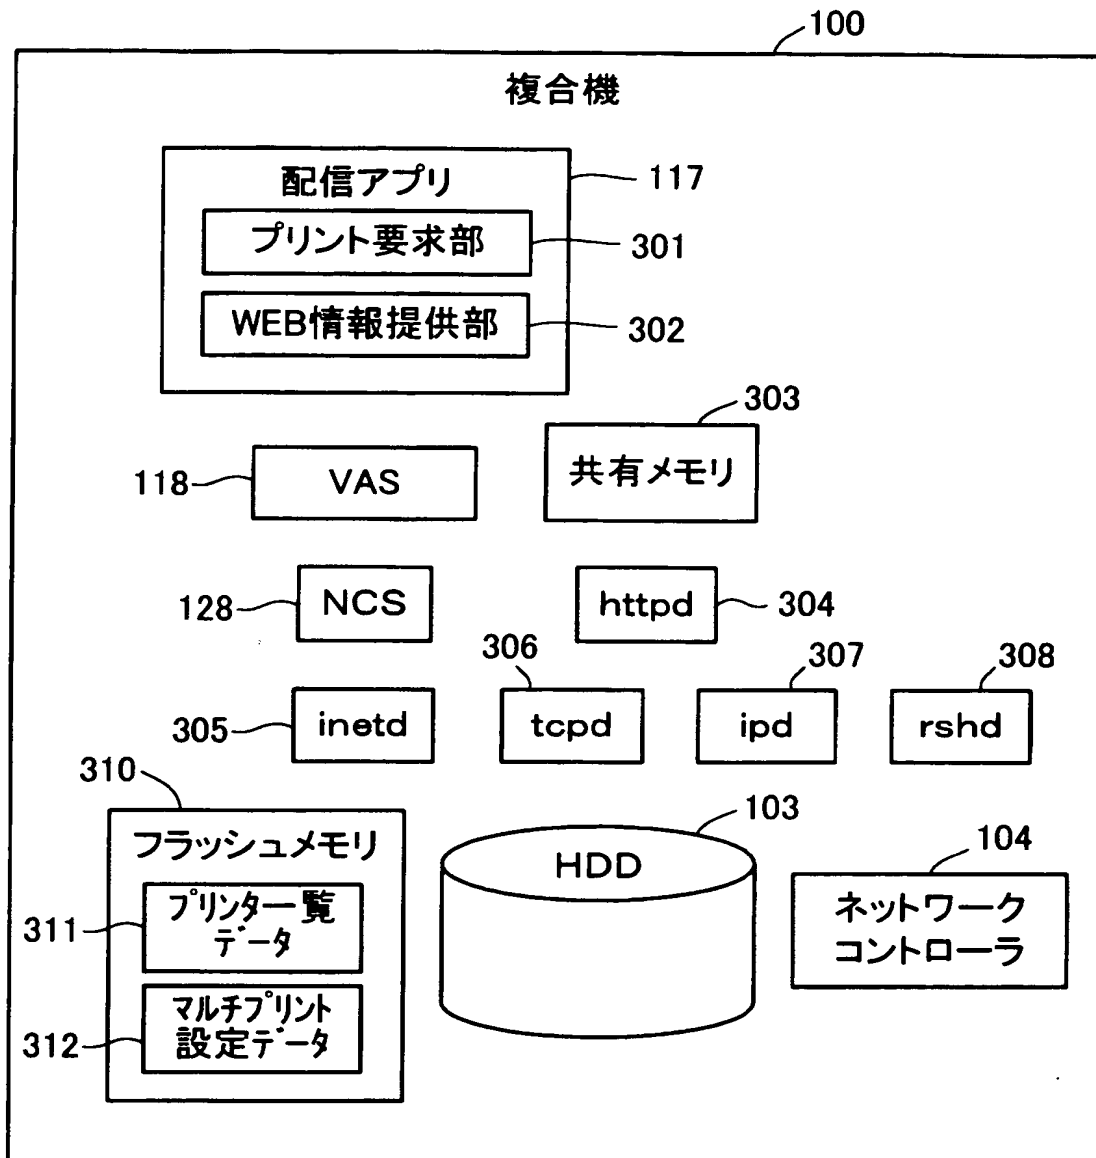 100
複合機
配信アプリ
117
プリント要求部
301
WEB情報提供部
302
303
118
VAS
共有メモリ
128
NCS
httpd
304
306
307
308
305
inetd
tcpd
ipd
rshd
310
フラッシュメモリ
103
HDD
104
311
プリンタ一覧
データ
ネットワーク
コントローラ
312
マルチプリント
設定データ